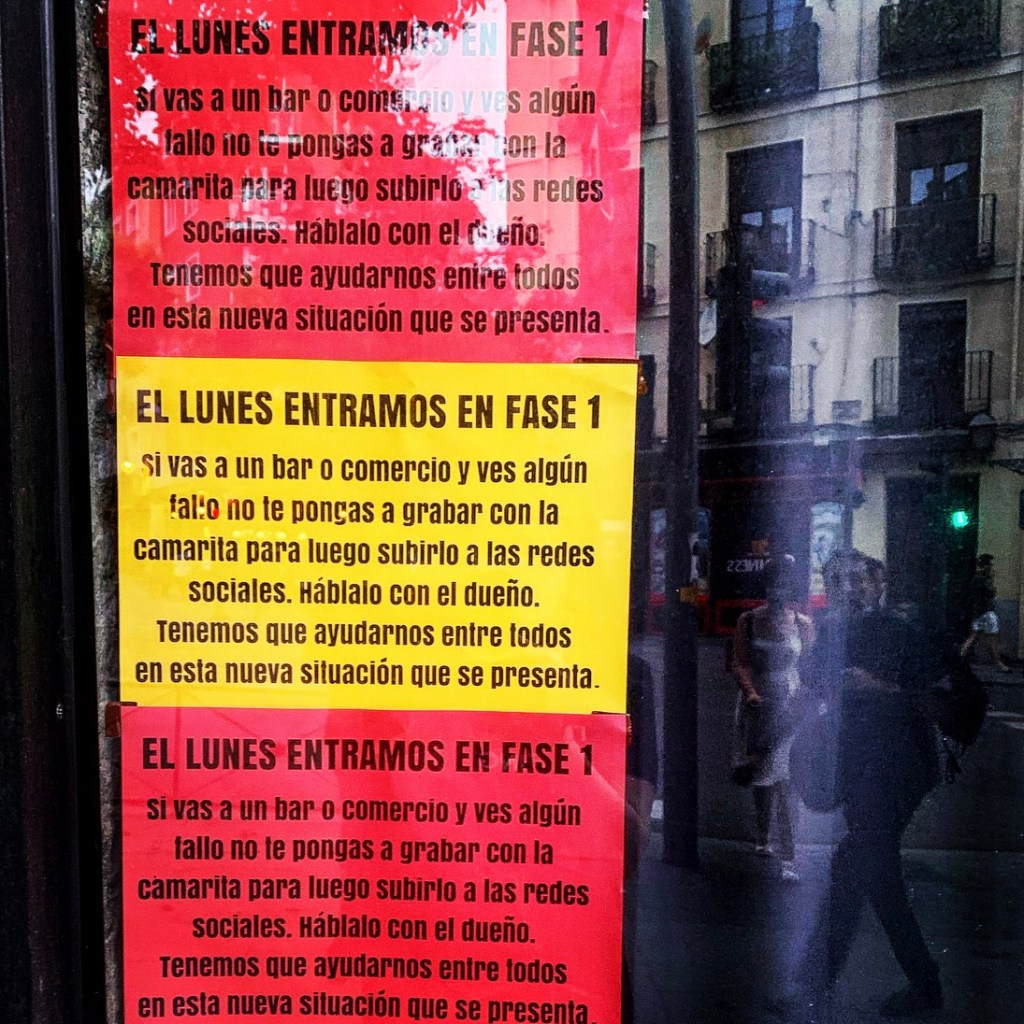 EL LUNES ENTRAMOS EN FASE 1
Si vas a un bar o comercio y ves algún
fallo no te pongas a grabar con la
camarita para luego subirlo a las redes
sociales. Háblalo con el dueño.
Tenemos que ayudarnos entre todos
en esta nueva situación que se presenta.
EL LUNES ENTRAMOS EN FASE 1
Si vas a un bar o comercio y ves algún
fallo no te pongas a grabar con la
camarita para luego subirlo a las redes
sociales. Háblalo con el dueño.
Tenemos que ayudarnos entre todos
en esta nueva situación que se presenta.
EL LUNES ENTRAMOS EN FASE 1
Si vas a un bar o comercio y ves algún
fallo no te pongas a grabar con la
camarita para luego subirlo a las redes
sociales. Háblalo con el dueño.
Tenemos que ayudarnos entre todos
en esta nueva situación que se presenta.